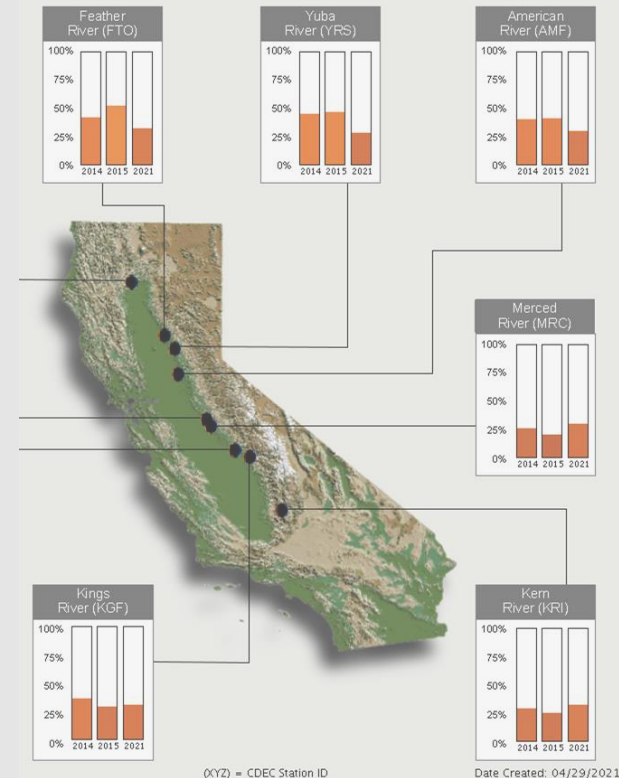 Feather
River (FTO)
100%
75%
50%
25%
0%
2014 2015 2021
Yuba
River (YRS)
100%
75%
50%
25%
0%
2014 2015 2021
American
River (AMF)
100%
75%
50%
25%
0%
2014 2015 2021
Merced
River (MRC)
100%
75%
50%
25%
0%
2014 2015 2021
Kings
River (KGF)
100%
75%
50%
25%
0%
2014 2015 2021
Kern
River (KRI)
100%
75%
50%
25%
0%
2014 2015 2021
(XYZ) = CDEC Station ID
Date Created: 04/29/2021